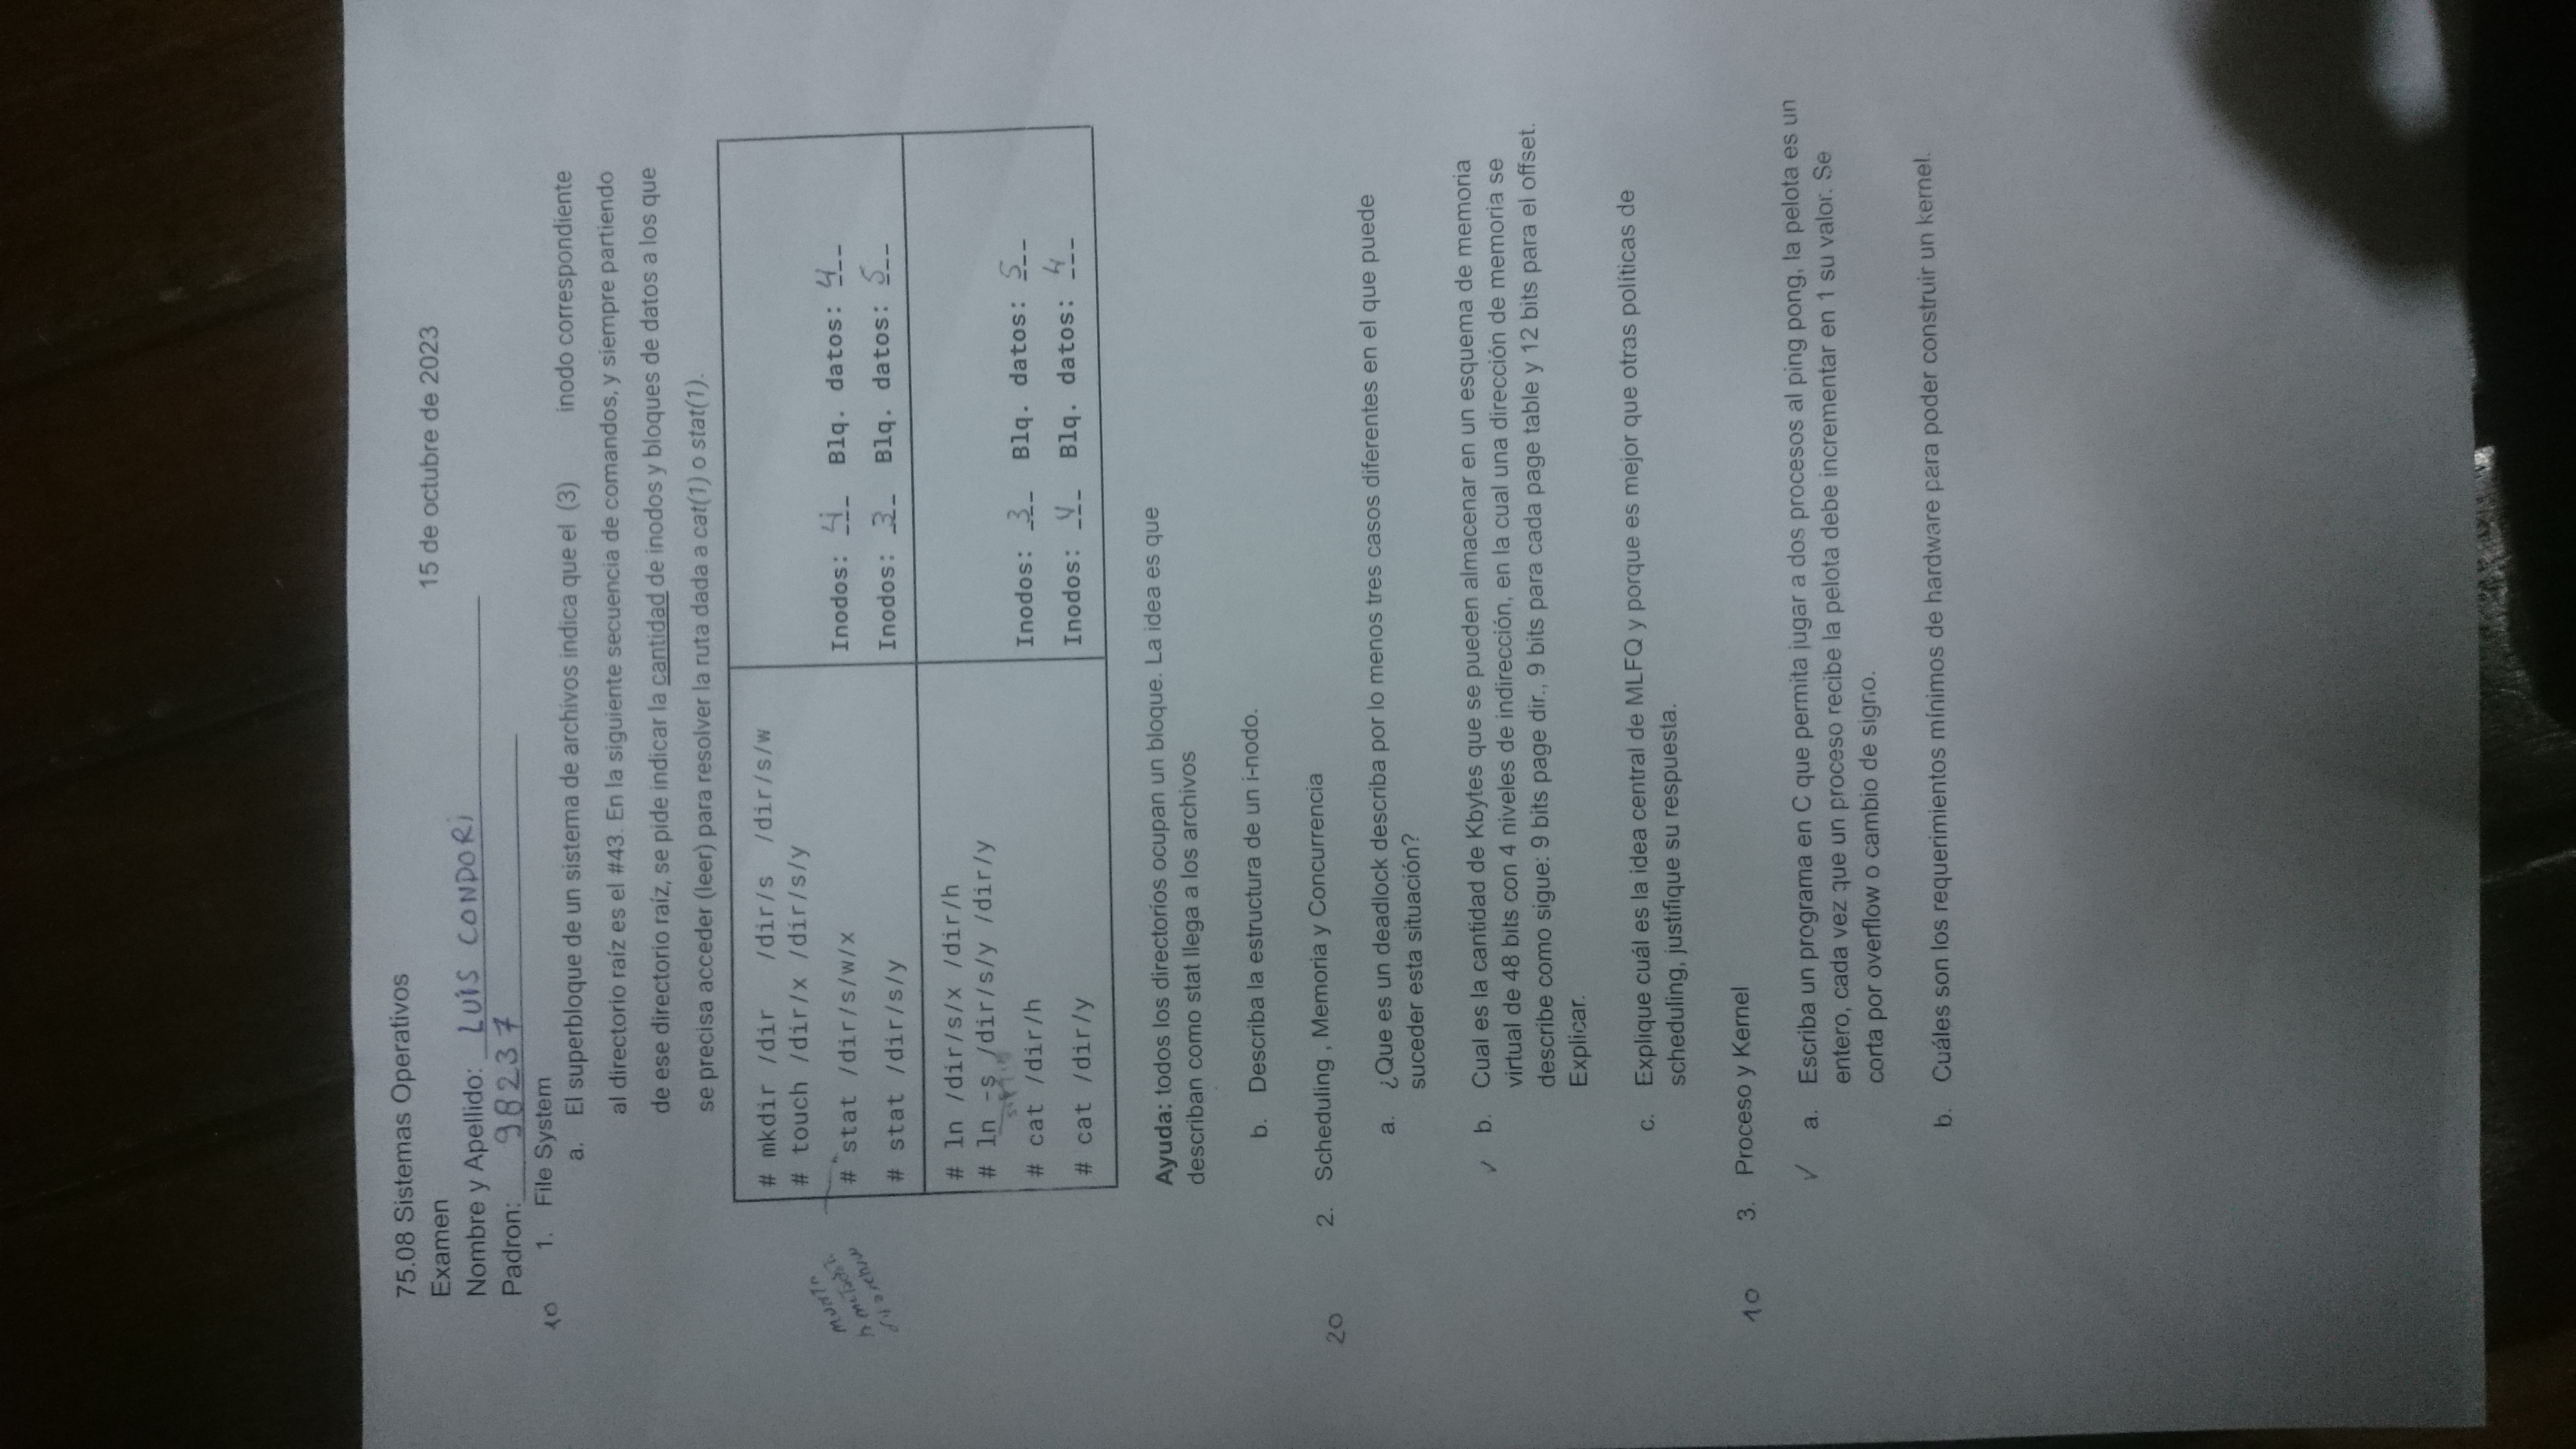 75.08 Sistemas Operativos
Examen
15 de octubre de 2023
Nombre y Apellido: LUIS CONDORI
Padron: 98237
10
1. File System
a. El superbloque de un sistema de archivos indica que el (3) inodo correspondiente
al directorio raíz es el #43. En la siguiente secuencia de comandos, y siempre partiendo
de ese directorio raíz, se pide indicar la cantidad de inodos y bloques de datos a los que
se precisa acceder (leer) para resolver la ruta dada a cat(1) o stat(1).
# mkdir /dir /dir/s /dir/s/w
# touch /dir/x /dir/s/y
# stat /dir/s/w/x
Inodos: 4 Blq. datos: 4
# stat /dir/s/y
Inodos: 3 Blq. datos: 5
# ln /dir/s/x /dir/h
# ln -s /dir/s/y /dir/y
# cat /dir/h
Inodos: 3 Blq. datos: 5
# cat /dir/y
Inodos: 4 Blq. datos: 4
Ayuda: todos los directorios ocupan un bloque. La idea es que
describan como stat llega a los archivos
b. Describa la estructura de un i-nodo.
20
2. Scheduling , Memoria y Concurrencia
a. ¿Que es un deadlock describa por lo menos tres casos diferentes en el que puede
suceder esta situación?
✓ b. Cual es la cantidad de Kbytes que se pueden almacenar en un esquema de memoria
virtual de 48 bits con 4 niveles de indirección, en la cual una dirección de memoria se
describe como sigue: 9 bits page dir., 9 bits para cada page table y 12 bits para el offset.
Explicar.
c. Explique cuál es la idea central de MLFQ y porque es mejor que otras políticas de
scheduling, justifique su respuesta.
10
3. Proceso y Kernel
✓ a. Escriba un programa en C que permita jugar a dos procesos al ping pong, la pelota es un
entero, cada vez que un proceso recibe la pelota debe incrementar en 1 su valor. Se
corta por overflow o cambio de signo.
b. Cuáles son los requerimientos mínimos de hardware para poder construir un kernel.